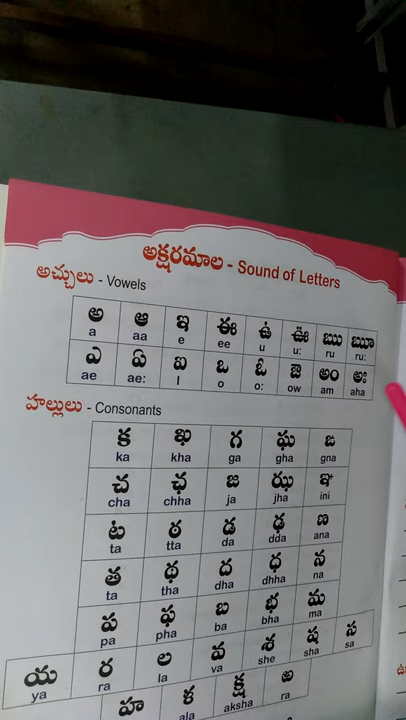 అక్షరమాల - Sound of Letters
అచ్చులు - Vowels
అ ఆ ఇ ఈ ఉ ఊ ఋ ౠ
a aa e ee u u: ru ru:
ఎ ఏ ఐ ఒ ఓ ఔ అం అః
ae ae: I o o: ow am aha
హల్లులు - Consonants
క ఖ గ ఘ ఙ
ka kha ga gha gna
చ ఛ జ ఝ ఞ
cha chha ja jha ini
ట ఠ డ ఢ ణ
ta tta da dda ana
త థ ద ధ న
ta tha dha dhha na
ప ఫ బ భ మ
pa pha ba bha ma
య ర ల వ శ ష స
ya ra la va she sha sa
హ ళ క్ష ఱ
ala aksha ra